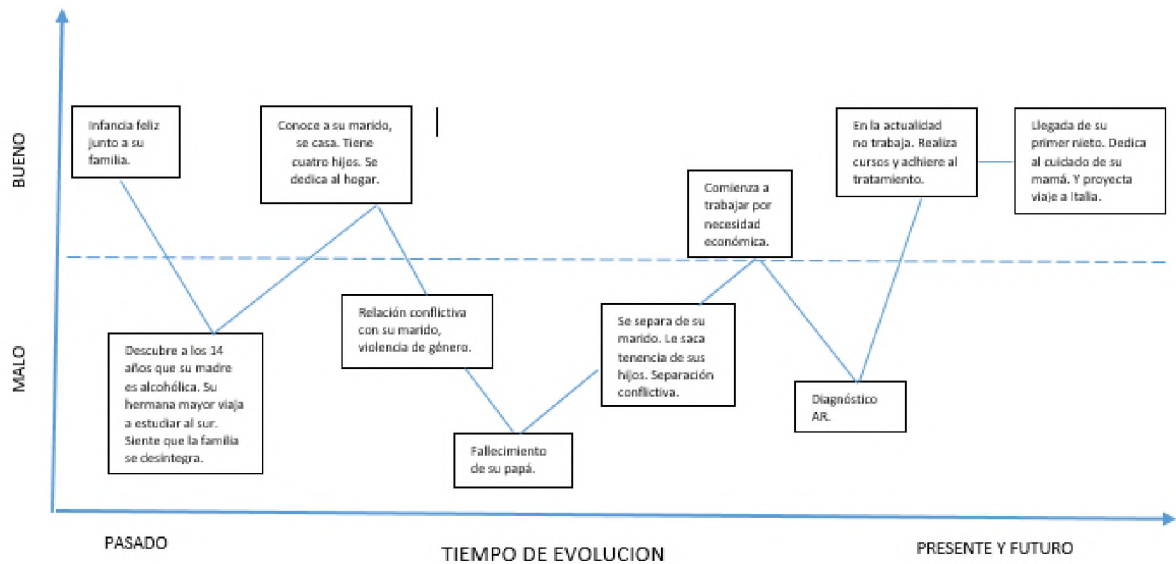 BUENO
MALO
Infancia feliz
junto a su
familia.
Descubre a los 14
años que su madre
es alcohólica. Su
hermana mayor viaja
a estudiar al sur.
Siente que la familia
se desintegra.
Conoce a su marido,
se casa. Tiene
cuatro hijos. Se
dedica al hogar.
Relación conflictiva
con su marido,
violencia de género.
Fallecimiento
de su papá.
Se separa de su
marido. Le saca
tenencia de sus
hijos. Separación
conflictiva.
Comienza a
trabajar por
necesidad
económica.
Diagnóstico
AR.
En la actualidad
no trabaja. Realiza
cursos y adhiere al
tratamiento.
Llegada de su
primer nieto. Dedica
al cuidado de su
mamá. Y proyecta
viaje a Italia.
PASADO
TIEMPO DE EVOLUCION
PRESENTE Y FUTURO